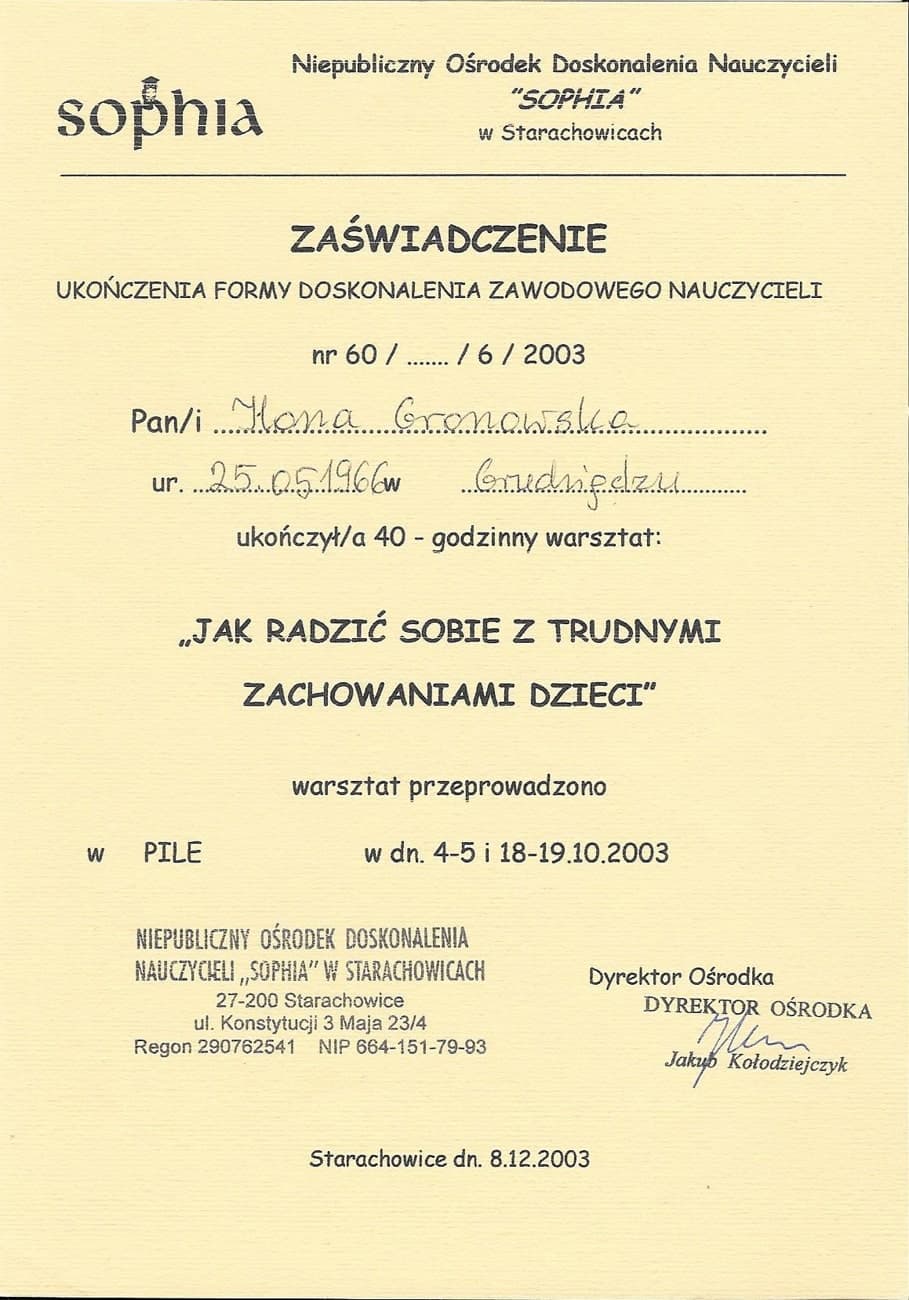 sophia
Niepubliczny Ośrodek Doskonalenia Nauczycieli
"SOPHIA"
w Starachowicach
ZAŚWIADCZENIE
UKOŃCZENIA FORMY DOSKONALENIA ZAWODOWEGO NAUCZYCIELI
nr 60 / ....... / 6 / 2003
Pan/i Ilona Gronowska
ur. 25.05.1966 w Grudziądzu
ukończył/a 40 - godzinny warsztat:
„JAK RADZIĆ SOBIE Z TRUDNYMI
ZACHOWANIAMI DZIECI”
warsztat przeprowadzono
w PILE w dn. 4-5 i 18-19.10.2003
NIEPUBLICZNY OŚRODEK DOSKONALENIA
NAUCZYCIELI „SOPHIA” W STARACHOWICACH
27-200 Starachowice
ul. Konstytucji 3 Maja 23/4
Regon 290762541 NIP 664-151-79-93
Dyrektor Ośrodka
DYREKTOR OŚRODKA
Jakub Kołodziejczyk
Starachowice dn. 8.12.2003